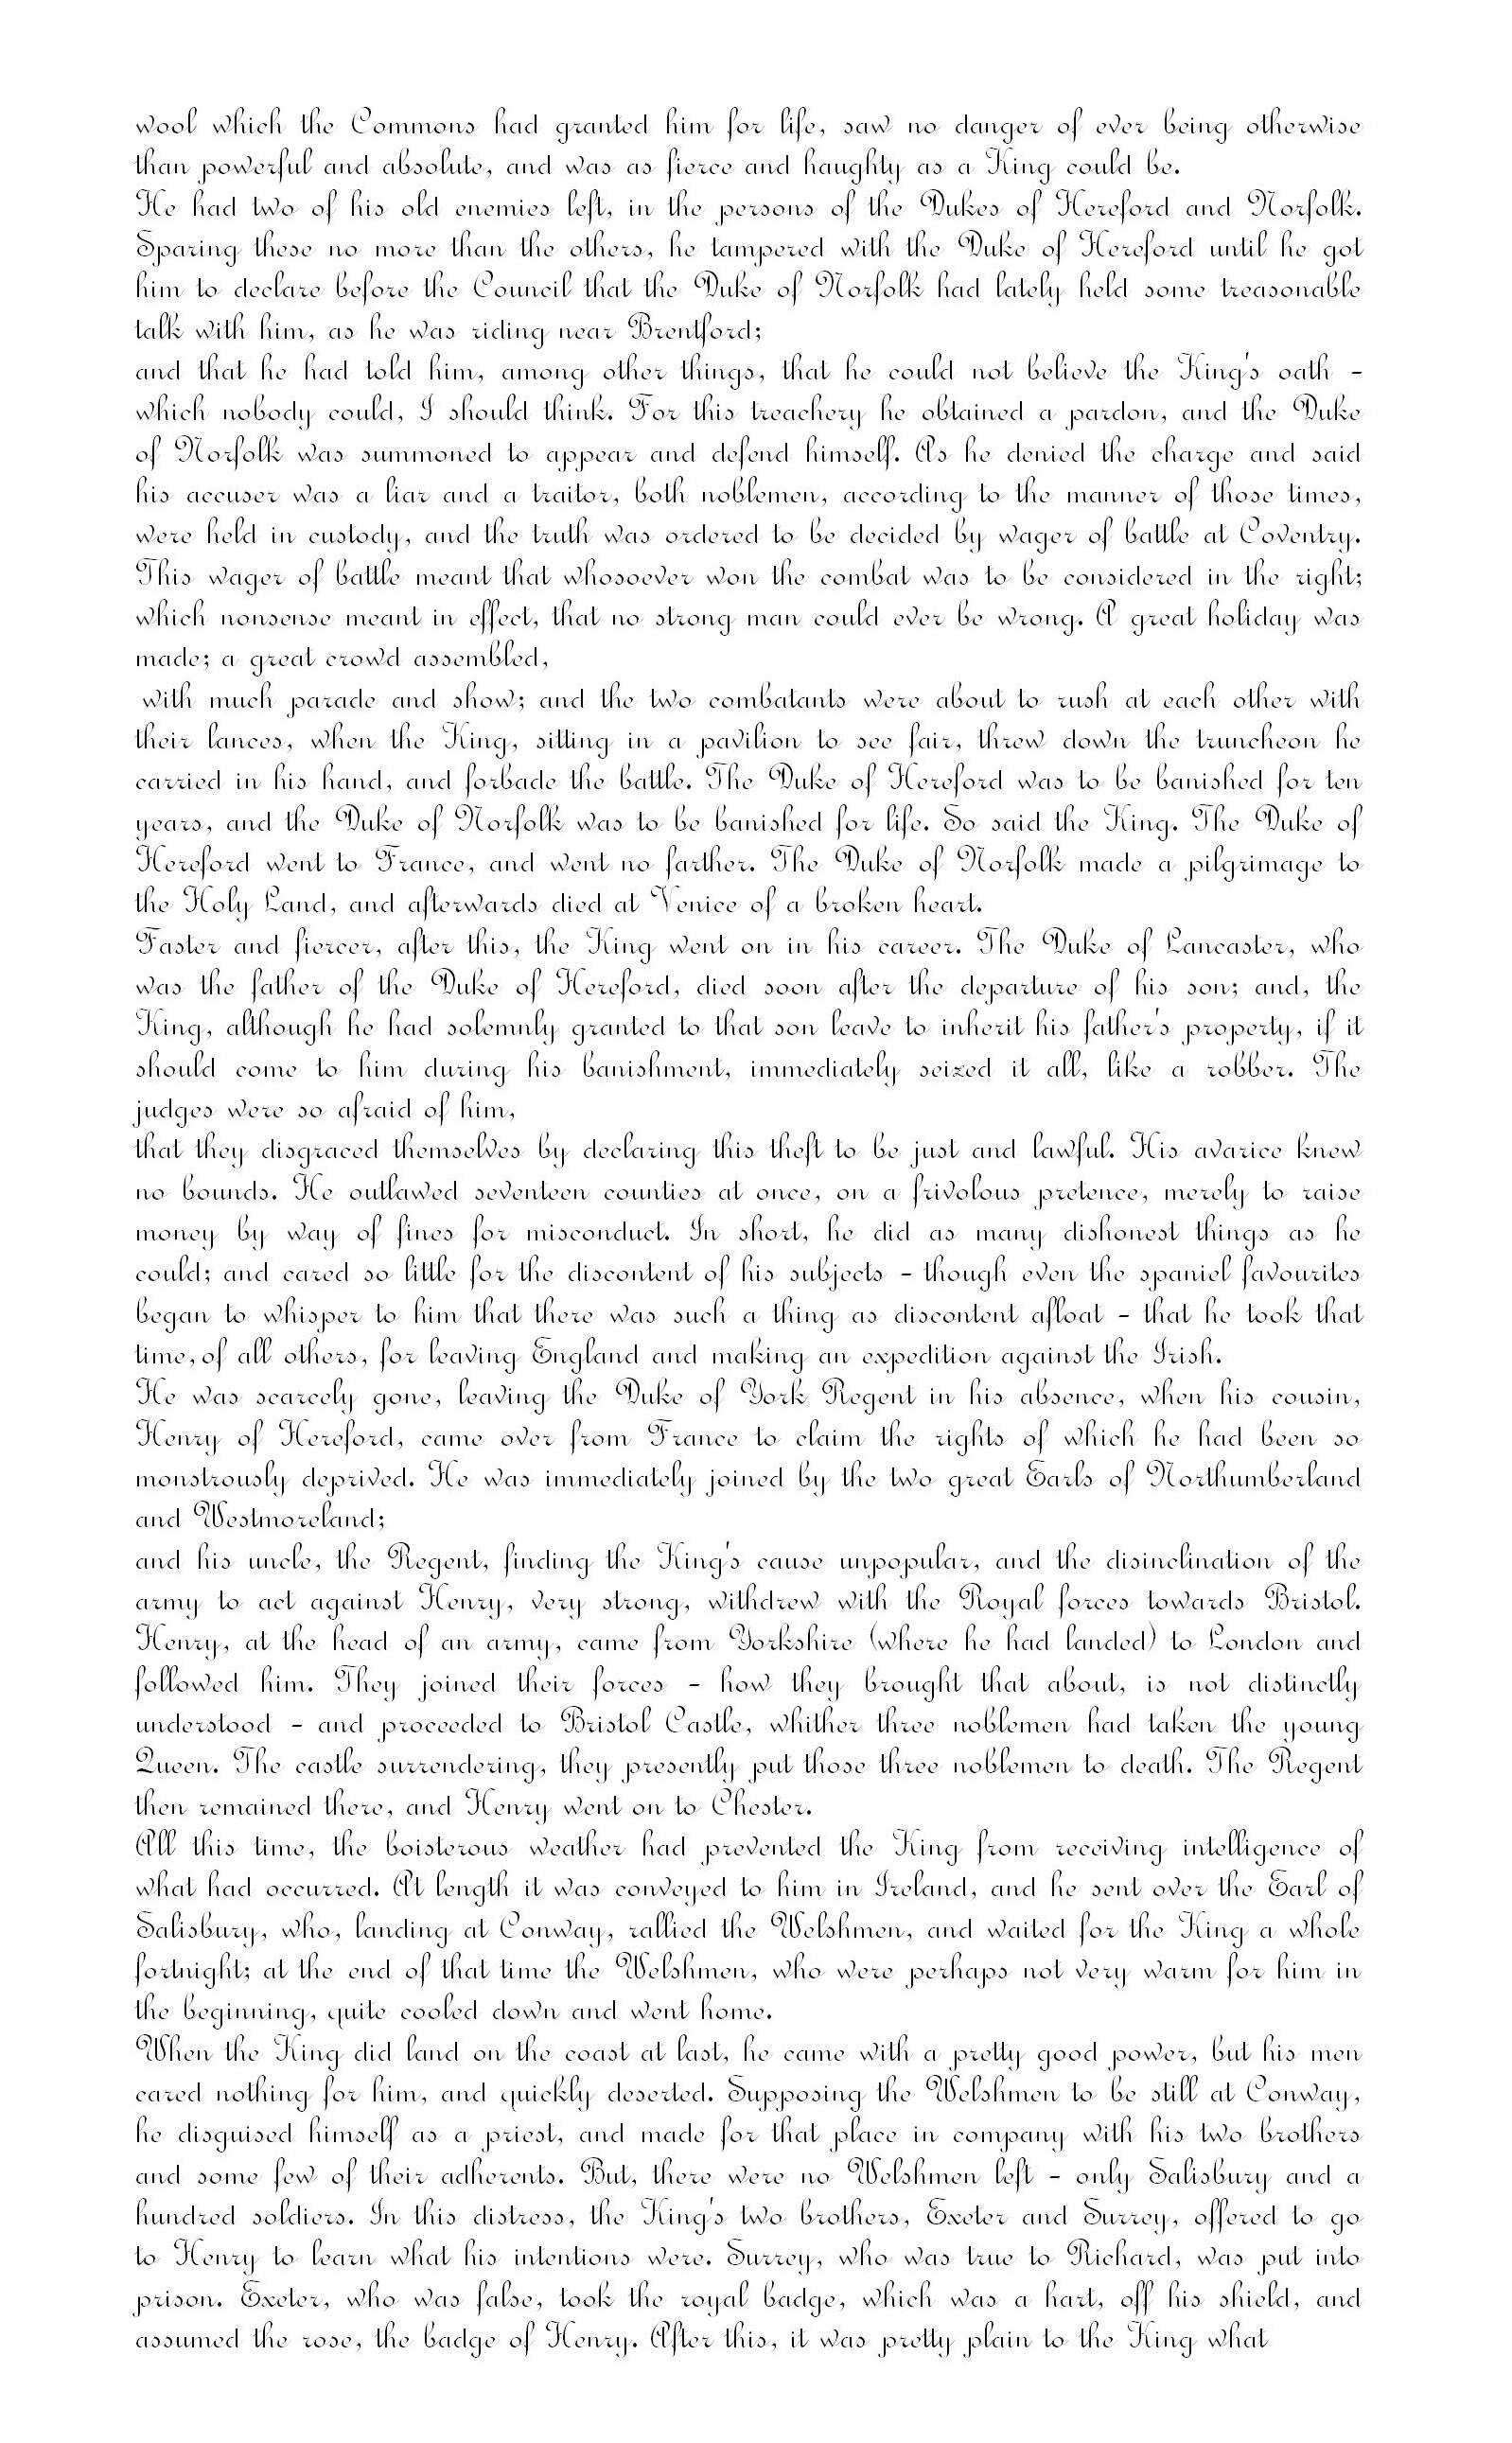 wool which the Commons had granted him for life, saw no danger of ever being otherwise
than powerful and absolute, and was as fierce and haughty as a King could be.
He had two of his old enemies left, in the persons of the Dukes of Hereford and Norfolk.
Sparing these no more than the others, he tampered with the Duke of Hereford until he got
him to declare before the Council that the Duke of Norfolk had lately held some treasonable
talk with him, as he was riding near Brentford;
and that he had told him, among other things, that he could not believe the King's oath -
which nobody could, I should think. For this treachery he obtained a pardon, and the Duke
of Norfolk was summoned to appear and defend himself. As he denied the charge and said
his accuser was a liar and a traitor, both noblemen, according to the manner of those times,
were held in custody, and the truth was ordered to be decided by wager of battle at Coventry.
This wager of battle meant that whosoever won the combat was to be considered in the right;
which nonsense meant in effect, that no strong man could ever be wrong. A great holiday was
made; a great crowd assembled,
with much parade and show; and the two combatants were about to rush at each other with
their lances, when the King, sitting in a pavilion to see fair, threw down the truncheon he
carried in his hand, and forbade the battle. The Duke of Hereford was to be banished for ten
years, and the Duke of Norfolk was to be banished for life. So said the King. The Duke of
Hereford went to France, and went no farther. The Duke of Norfolk made a pilgrimage to
the Holy Land, and afterwards died at Venice of a broken heart.
Faster and fiercer, after this, the King went on in his career. The Duke of Lancaster, who
was the father of the Duke of Hereford, died soon after the departure of his son; and, the
King, although he had solemnly granted to that son leave to inherit his father's property, if it
should come to him during his banishment, immediately seized it all, like a robber. The
judges were so afraid of him,
that they disgraced themselves by declaring this theft to be just and lawful. His avarice knew
no bounds. He outlawed seventeen counties at once, on a frivolous pretence, merely to raise
money by way of fines for misconduct. In short, he did as many dishonest things as he
could; and cared so little for the discontent of his subjects - though even the spaniel favourites
began to whisper to him that there was such a thing as discontent afloat - that he took that
time, of all others, for leaving England and making an expedition against the Irish.
He was scarcely gone, leaving the Duke of York Regent in his absence, when his cousin,
Henry of Hereford, came over from France to claim the rights of which he had been so
monstrously deprived. He was immediately joined by the two great Earls of Northumberland
and Westmoreland;
and his uncle, the Regent, finding the King's cause unpopular, and the disinclination of the
army to act against Henry, very strong, withdrew with the Royal forces towards Bristol.
Henry, at the head of an army, came from Yorkshire (where he had landed) to London and
followed him. They joined their forces - how they brought that about, is not distinctly
understood - and proceeded to Bristol Castle, whither three noblemen had taken the young
Queen. The castle surrendering, they presently put those three noblemen to death. The Regent
then remained there, and Henry went on to Chester.
All this time, the boisterous weather had prevented the King from receiving intelligence of
what had occurred. At length it was conveyed to him in Ireland, and he sent over the Earl of
Salisbury, who, landing at Conway, rallied the Welshmen, and waited for the King a whole
fortnight; at the end of that time the Welshmen, who were perhaps not very warm for him in
the beginning, quite cooled down and went home.
When the King did land on the coast at last, he came with a pretty good power, but his men
cared nothing for him, and quickly deserted. Supposing the Welshmen to be still at Conway,
he disguised himself as a priest, and made for that place in company with his two brothers
and some few of their adherents. But, there were no Welshmen left - only Salisbury and a
hundred soldiers. In this distress, the King's two brothers, Exeter and Surrey, offered to go
to Henry to learn what his intentions were. Surrey, who was true to Richard, was put into
prison. Exeter, who was false, took the royal badge, which was a hart, off his shield, and
assumed the rose, the badge of Henry. After this, it was pretty plain to the King what